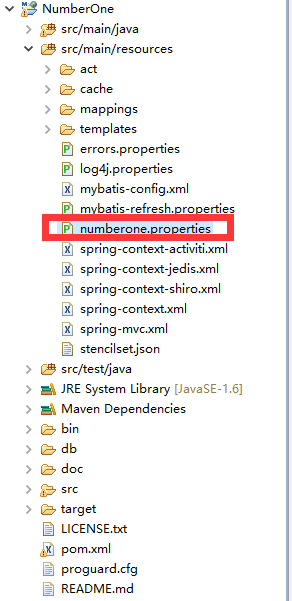 NumberOne
src/main/java
src/main/resources
act
cache
mappings
templates
errors.properties
log4j.properties
mybatis-config.xml
mybatis-refresh.properties
numberone.properties
spring-context-activiti.xml
spring-context-jedis.xml
spring-context-shiro.xml
spring-context.xml
spring-mvc.xml
stencilset.json
src/test/java
JRE System Library [JavaSE-1.6]
Maven Dependencies
bin
db
doc
src
target
LICENSE.txt
pom.xml
proguard.cfg
README.md